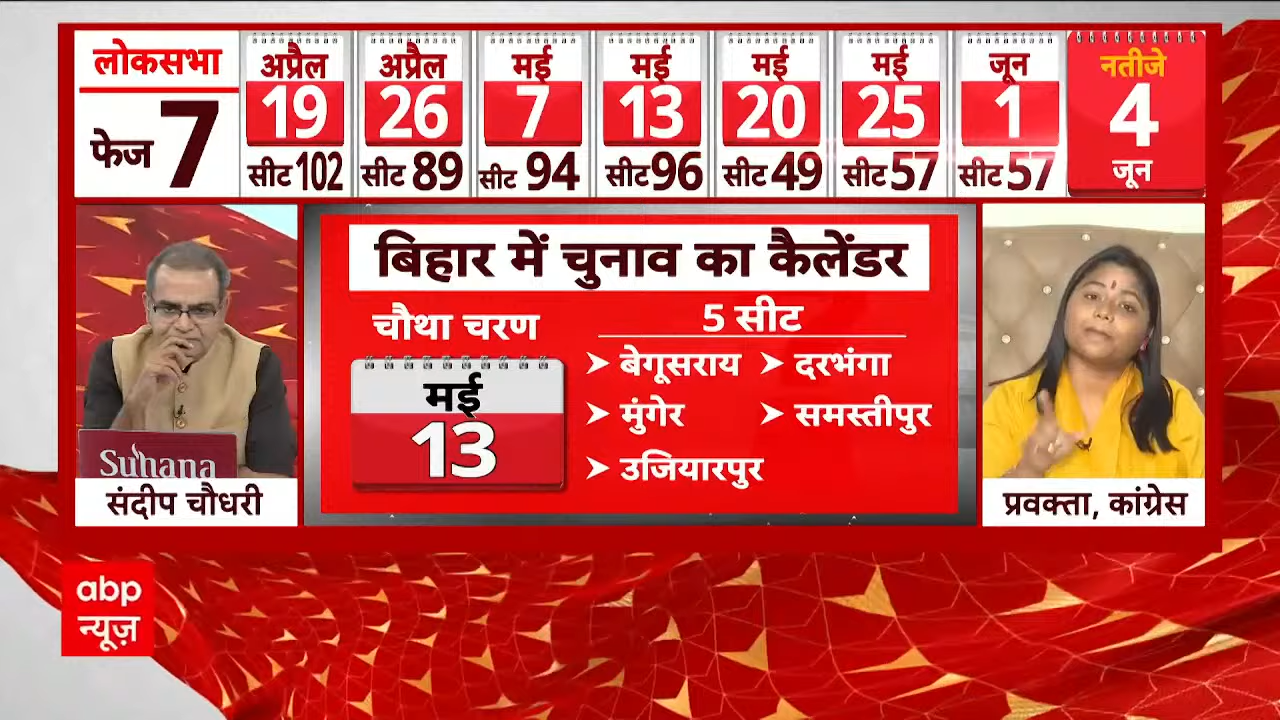 लोकसभा
फेज 7
अप्रैल
19
सीट 102
अप्रैल
26
सीट 89
मई
7
सीट 94
मई
13
सीट 96
मई
20
सीट 49
मई
25
सीट 57
जून
1
सीट 57
नतीजे
4
जून
बिहार में चुनाव का कैलेंडर
चौथा चरण
मई
13
5 सीट
बेगूसराय
दरभंगा
मुंगेर
समस्तीपुर
उजियारपुर
Suhana
संदीप चौधरी
प्रवक्ता, कांग्रेस
abp
न्यूज़